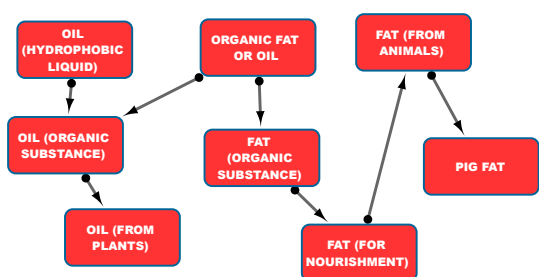 OIL
(HYDROPHOBIC
LIQUID)
ORGANIC FAT
OR OIL
FAT (FROM
ANIMALS)
OIL (ORGANIC
SUBSTANCE)
FAT
(ORGANIC
SUBSTANCE)
PIG FAT
OIL (FROM
PLANTS)
FAT (FOR
NOURISHMENT)